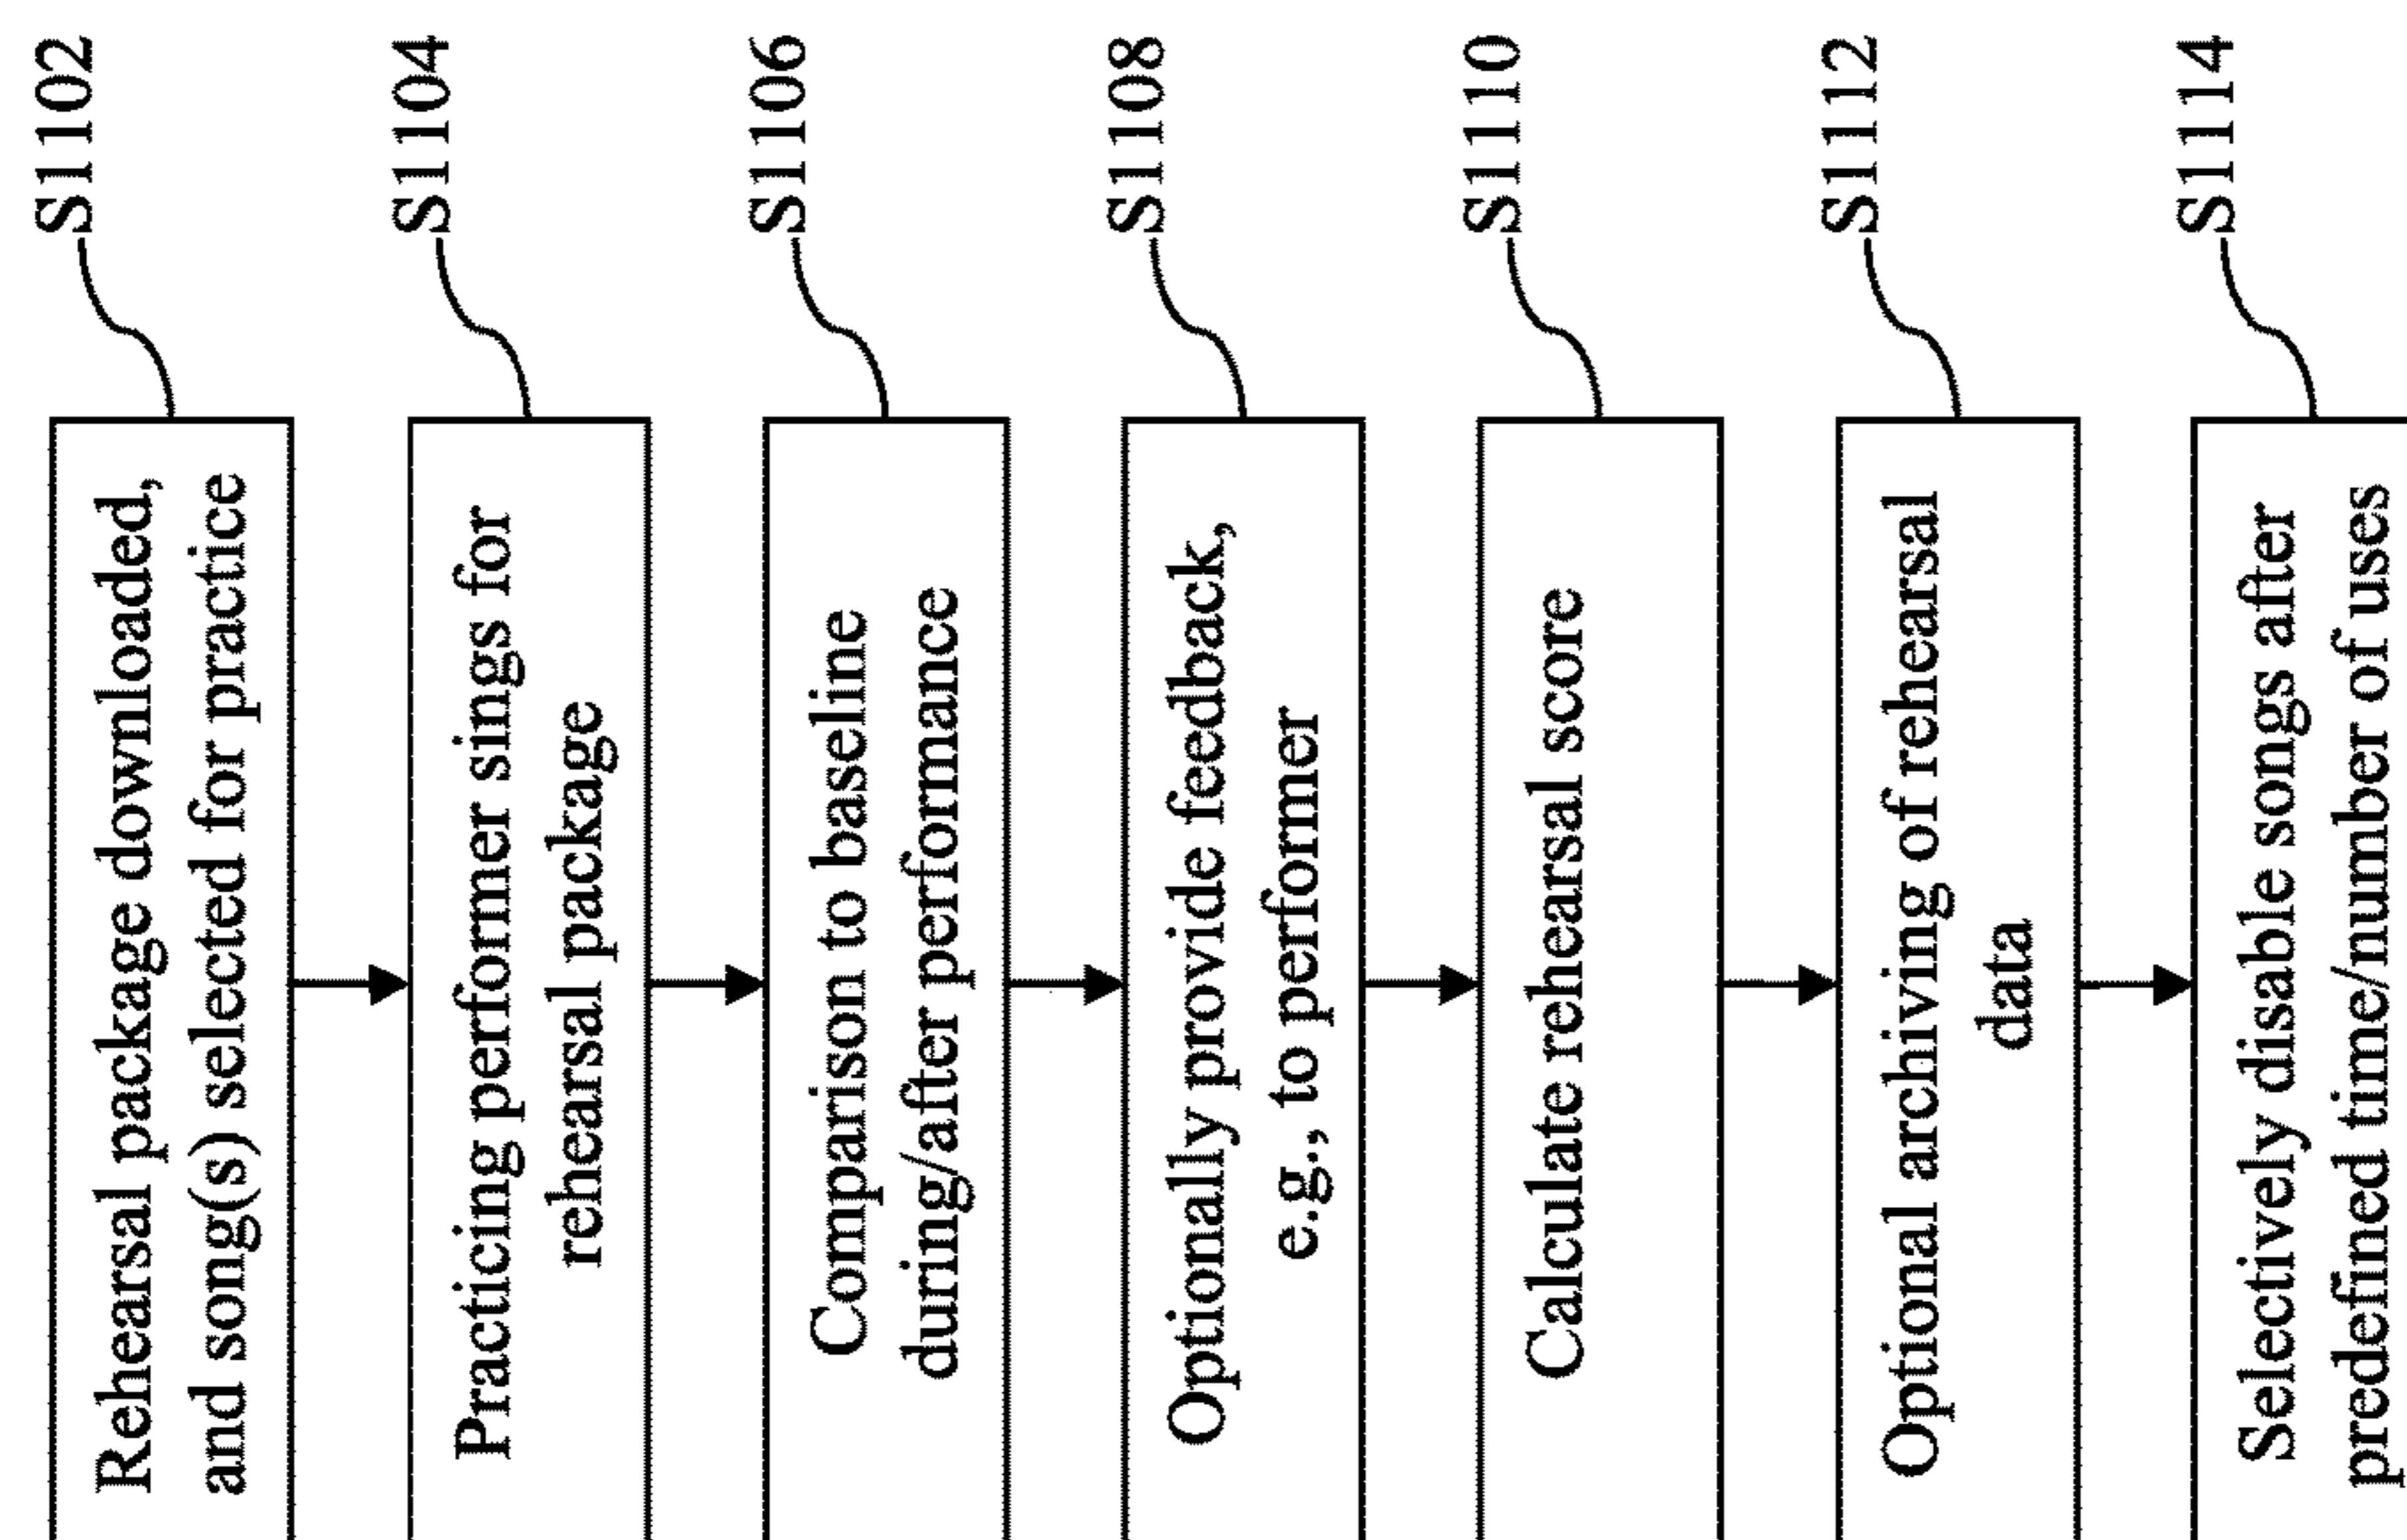 S1102
Rehearsal package downloaded,
and song(s) selected for practice
S1104
Practicing performer sings for
rehearsal package
S1106
Comparison to baseline
during/after performance
S1108
Optionally provide feedback,
e.g., to performer
S1110
Calculate rehearsal score
S1112
Optional archiving of rehearsal
data
S1114
Selectively disable songs after
predefined time/number of uses